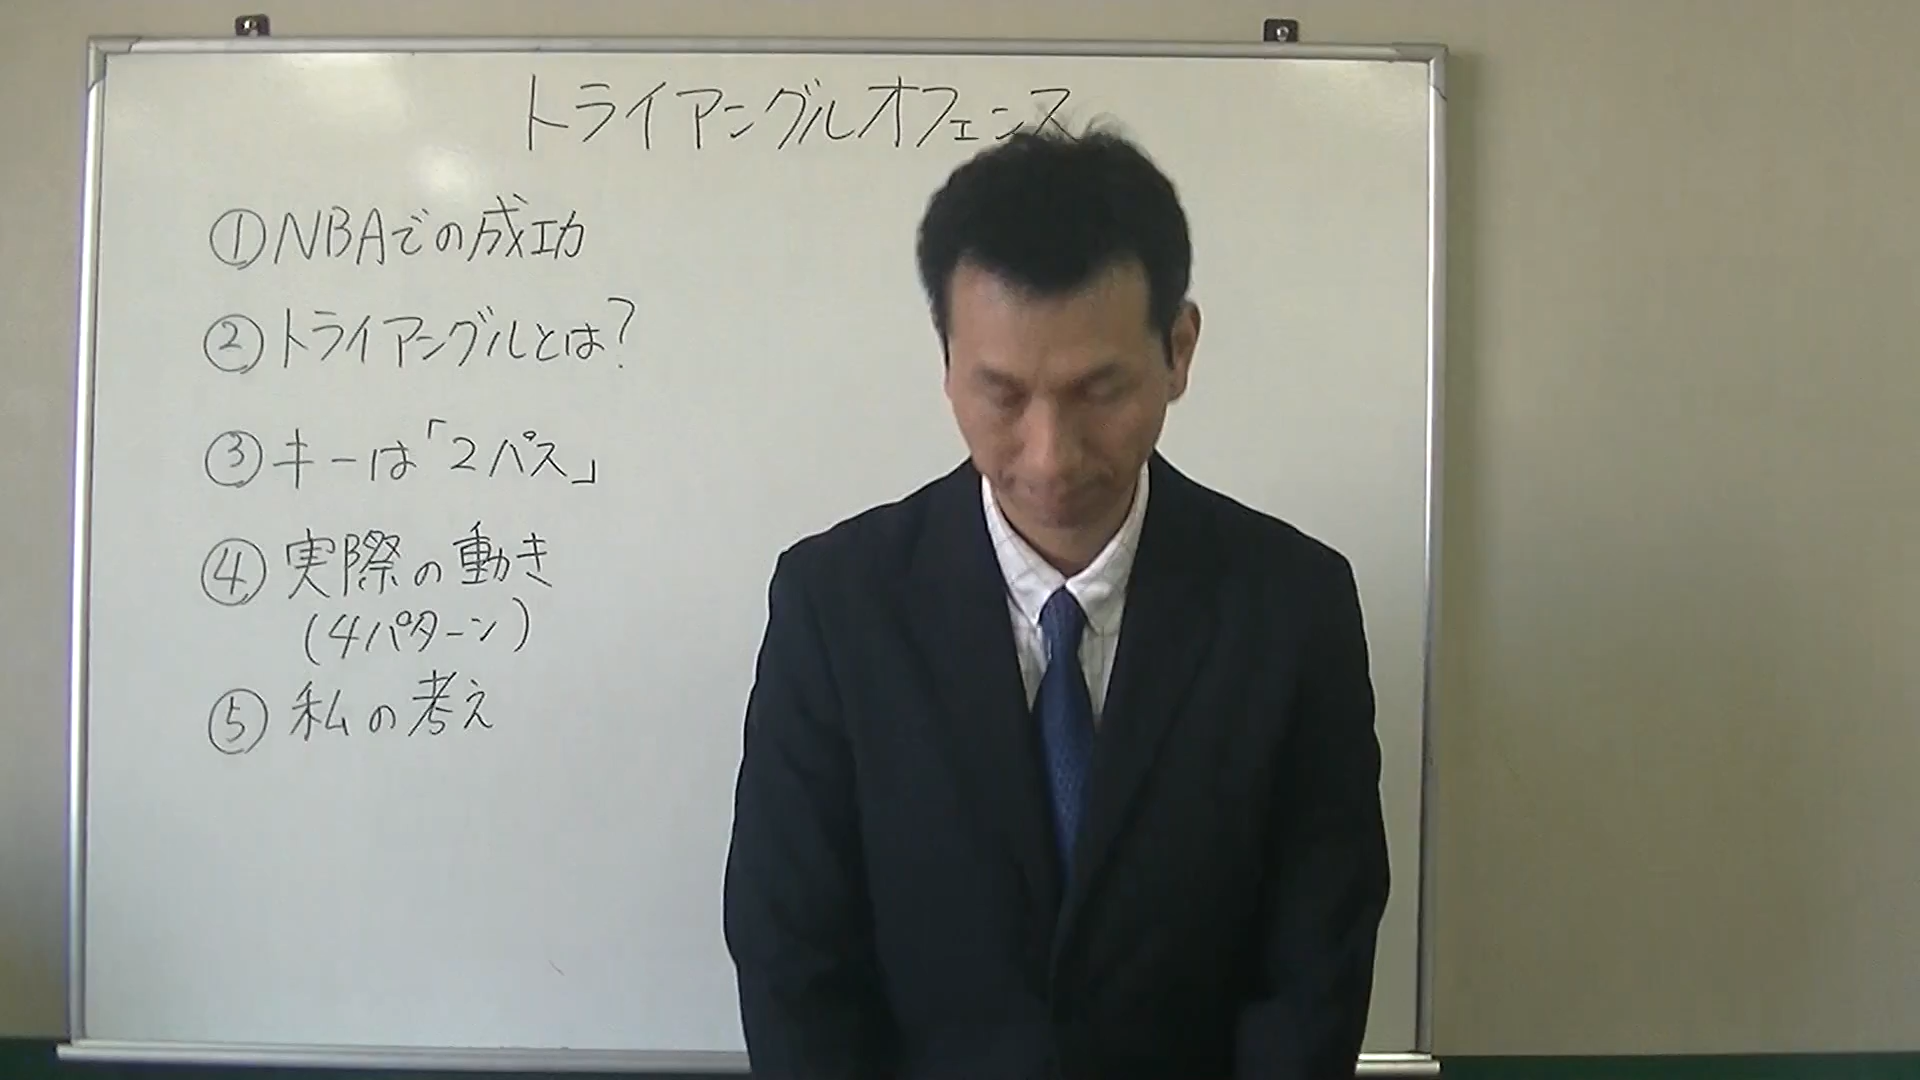 トライアングルオフェンス
①NBAでの成功
②トライアングルとは?
③キーは「2パス」
④実際の動き
(4パターン)
⑤私の考え